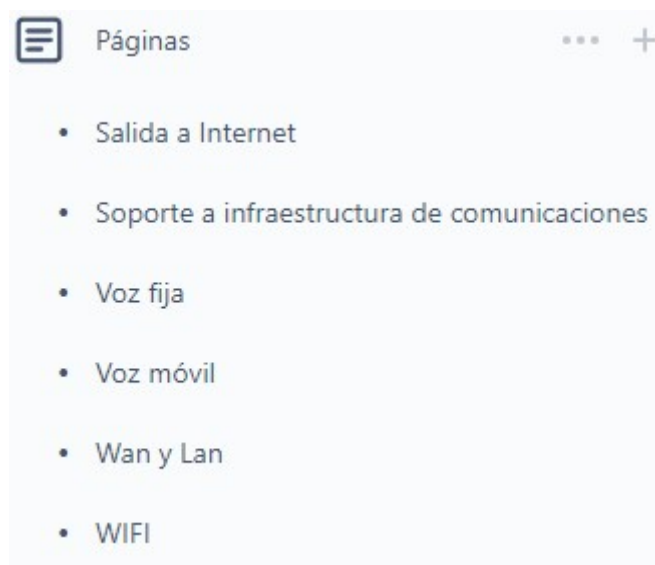 Páginas
Salida a Internet
Soporte a infraestructura de comunicaciones
Voz fija
Voz móvil
Wan y Lan
WIFI